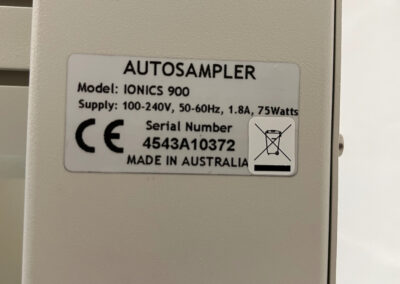 AUTOSAMPLER
Model: IONICS 900
Supply: 100-240V, 50-60Hz, 1.8A, 75Watts
CE Serial Number
4543A10372
MADE IN AUSTRALIA